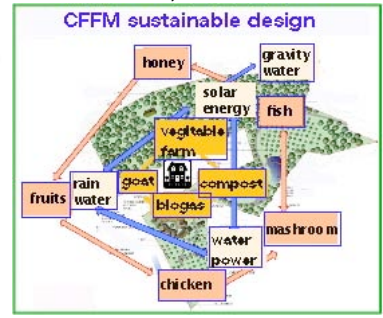 CFFM sustainable design
honey
gravity
water
solar
energy
fish
vegitable
farm
rain
water
goat
compost
fruits
biogas
mashroom
water
power
chicken